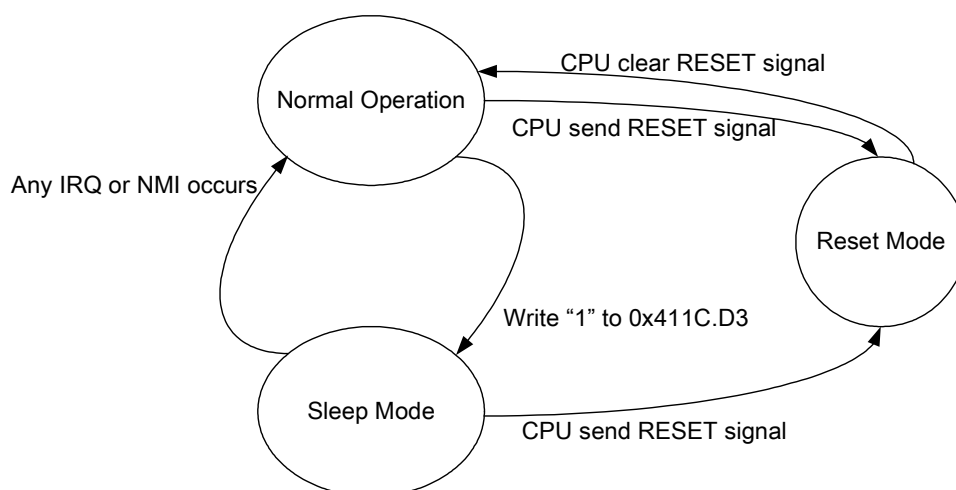 CPU clear RESET signal
Normal Operation
CPU send RESET signal
Any IRQ or NMI occurs
Reset Mode
Write “1” to 0x411C.D3
Sleep Mode
CPU send RESET signal